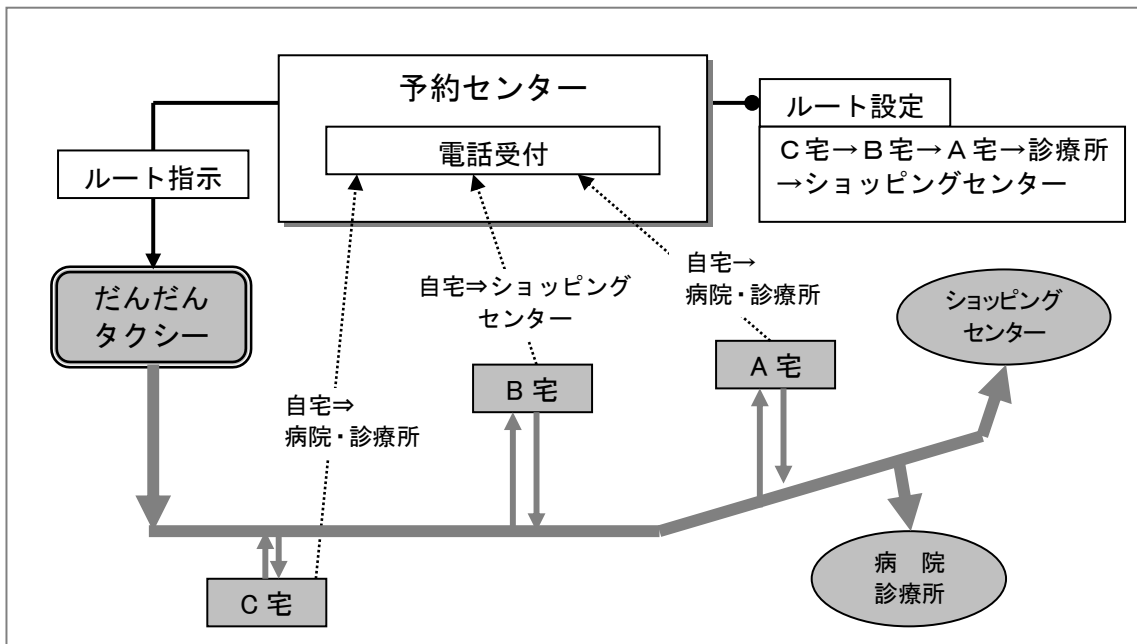 予約センター
電話受付
ルート設定
C宅→B宅→A宅→診療所
→ショッピングセンター
ルート指示
だんだん
タクシー
自宅⇒ショッピング
センター
自宅→
病院・診療所
ショッピング
センター
B宅
A宅
自宅⇒
病院・診療所
C宅
病 院
診療所